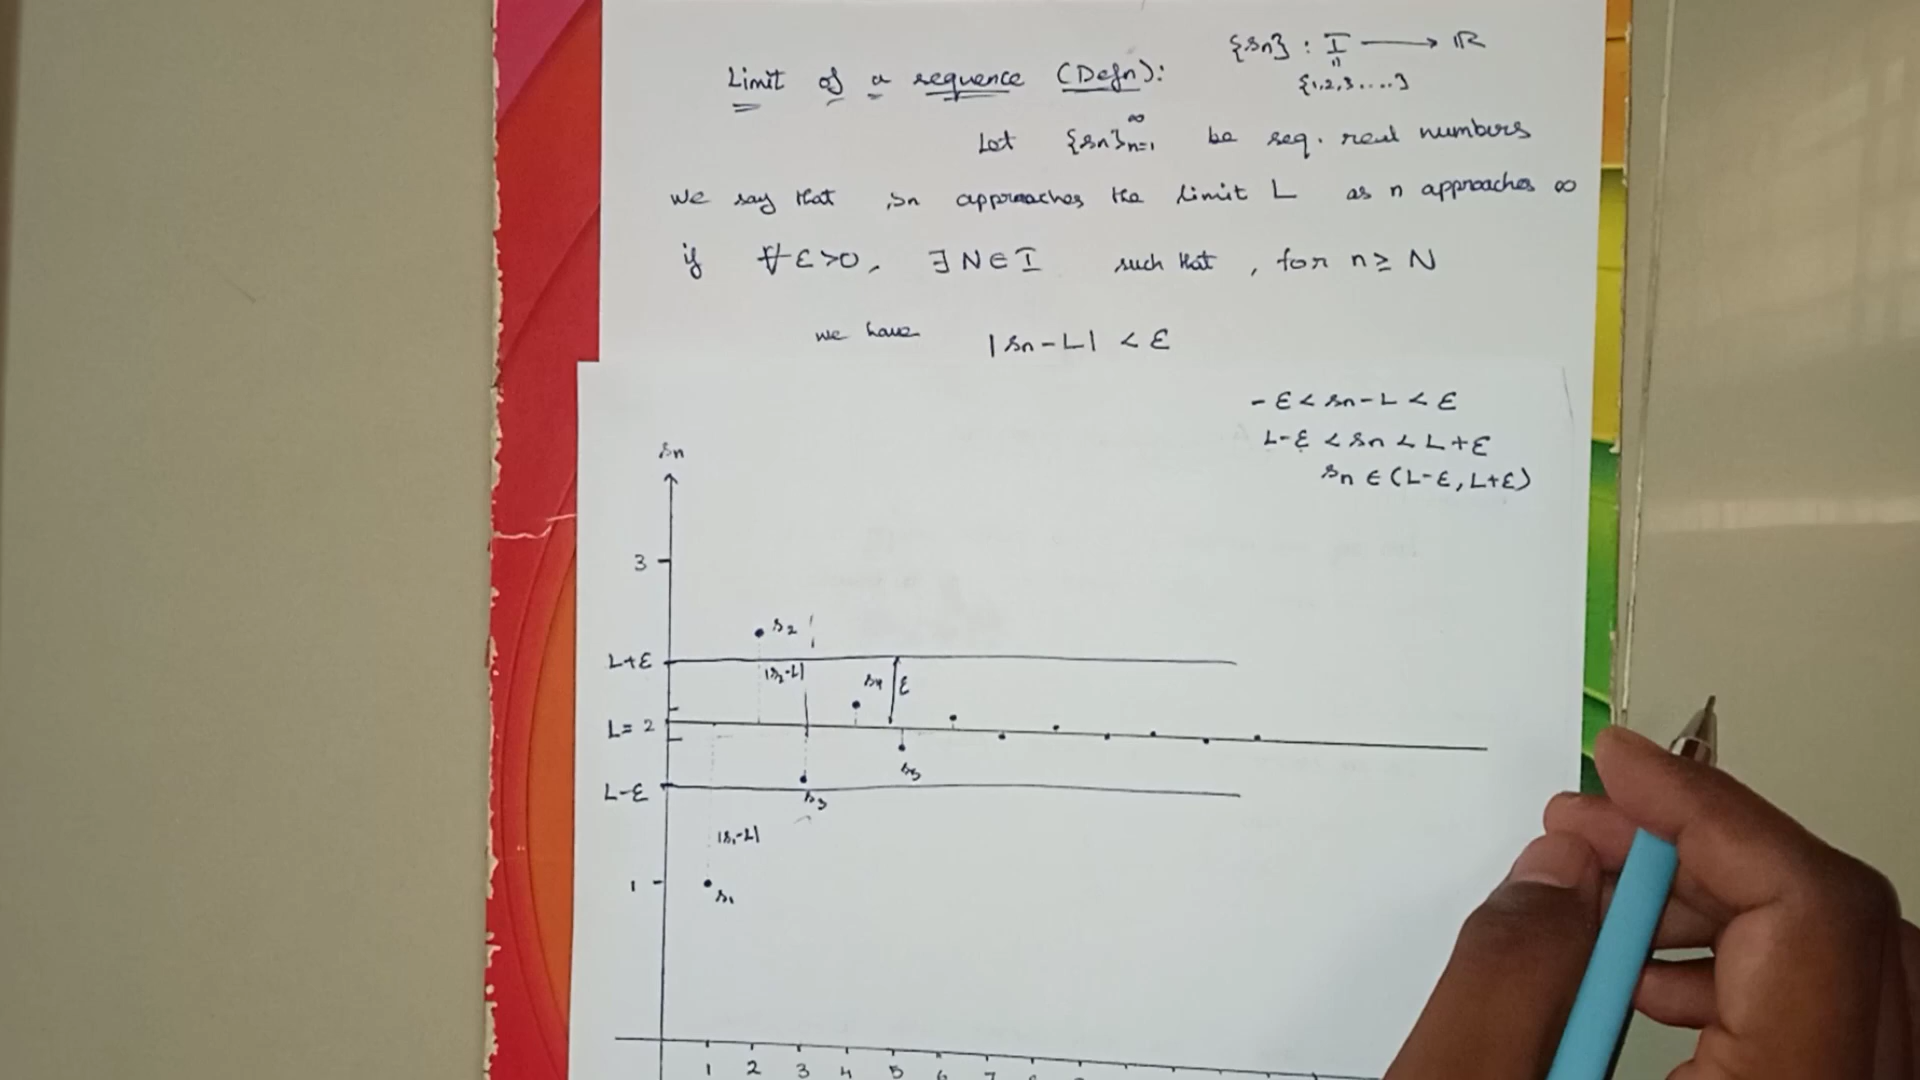 Limit of a sequence (Defn): {sn} : I ⟶ ℝ
"
{1,2,3....}
Let {sn}∞n=1 be seq. real numbers
we say that sn approaches the limit L as n approaches ∞
if ∀ ε>0, ∃ N∈I such that, for n≥N
we have |sn-L| < ε
-ε < sn-L < ε
L-ε < sn < L+ε
sn ∈ (L-ε, L+ε)
sn
3
s2
L+ε
|s2-L|
s4 ε
L=2
s5
L-ε
s3
|s1-L|
1
s1
1 2 3 4 5 6 7